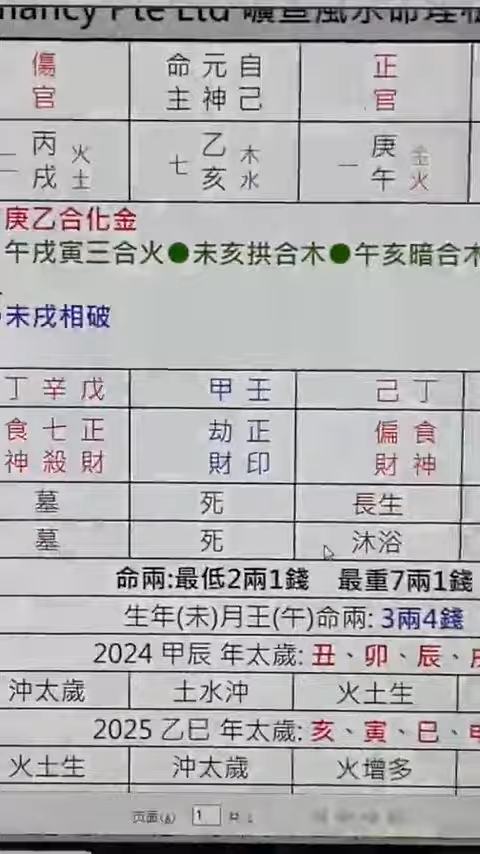 mancy Pte Ltd 風水命理
傷 命 元 自 正
官 主 神 己 官
丙 火 乙 木 庚 金
戌 土 七 亥 水 一 午 火
庚乙合化金
午戌寅三合火●未亥拱合木●午亥暗合木
未戌相破
丁 辛 戊 甲 壬 己 丁
食 七 正 劫 正 偏 食
神 殺 財 財 印 財 神
墓 死 長生
墓 死 沐浴
命兩:最低2兩1錢 最重7兩1錢
生年(未)月王(午)命兩: 3兩4錢
2024 甲辰 年太歲: 丑、卯、辰、
沖太歲 土水沖 火土生
2025 乙巳 年太歲: 亥、寅、巳、
火土生 沖太歲 火增多
页面(A) 1